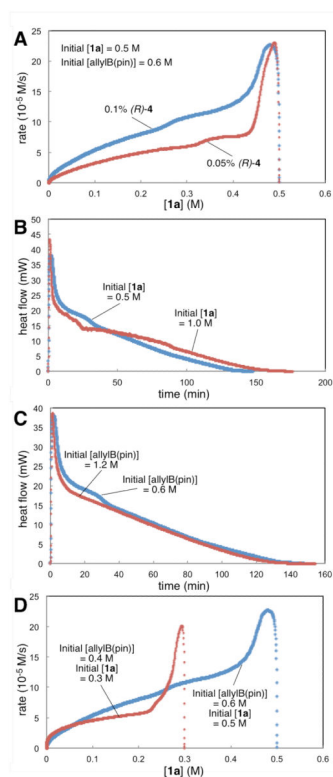 A
25
Initial [1a] = 0.5 M
Initial [allylB(pin)] = 0.6 M
20
15
10
5
0
rate (10⁻⁵ M/s)
0.1% (R)-4
0.05% (R)-4
0 0.1 0.2 0.3 0.4 0.5 0.6
[1a] (M)
B
50
45
40
35
30
25
20
15
10
5
0
heat flow (mW)
Initial [1a]
= 0.5 M
Initial [1a]
= 1.0 M
0 50 100 150 200
time (min)
C
40
35
30
25
20
15
10
5
0
heat flow (mW)
Initial [allylB(pin)]
= 1.2 M
Initial [allylB(pin)]
= 0.6 M
0 20 40 60 80 100 120 140 160
time (min)
D
25
20
15
10
5
0
rate (10⁻⁵ M/s)
Initial [allylB(pin)]
= 0.4 M
Initial [1a]
= 0.3 M
Initial [allylB(pin)]
= 0.6 M
Initial [1a]
= 0.5 M
0 0.1 0.2 0.3 0.4 0.5 0.6
[1a] (M)